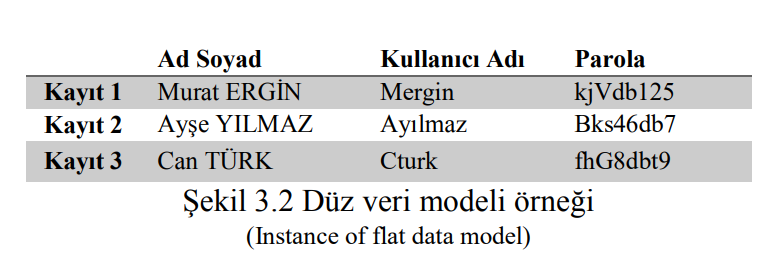 Ad Soyad Kullanıcı Adı Parola
Kayıt 1 Murat ERGİN Mergin kjVdb125
Kayıt 2 Ayşe YILMAZ Ayılmaz Bks46db7
Kayıt 3 Can TÜRK Cturk fhG8dbt9
Şekil 3.2 Düz veri modeli örneği
(Instance of flat data model)